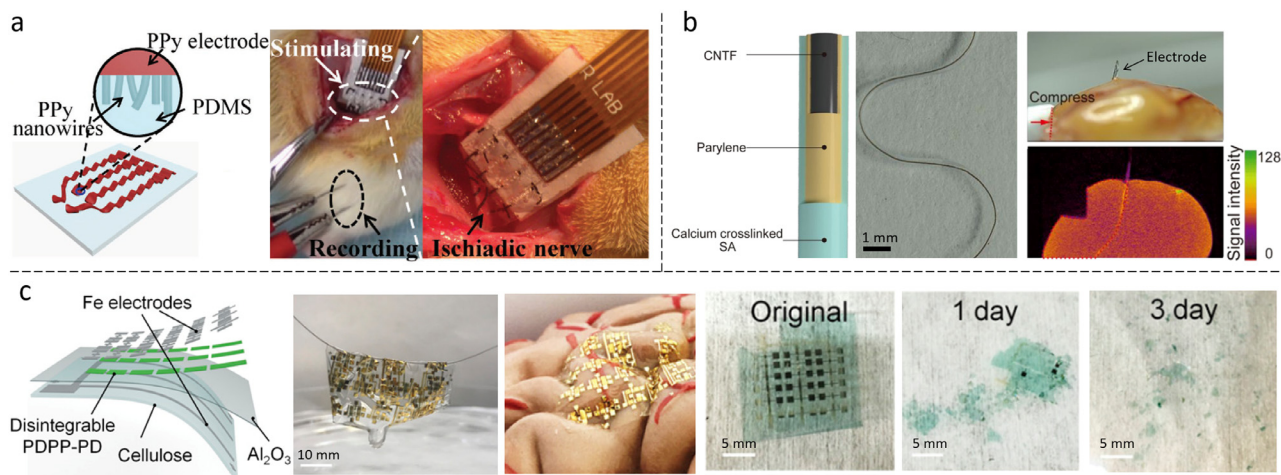 a
PPy electrode
PPy
nanowires
PDMS
Stimulating
Recording
R LAB
Ischiadic nerve
b
CNTF
Parylene
Calcium crosslinked
SA
1 mm
Electrode
Compress
128
Signal intensity
0
c
Fe electrodes
Disintegrable
PDPP-PD
Cellulose
Al2O3
10 mm
Original
5 mm
1 day
5 mm
3 day
5 mm